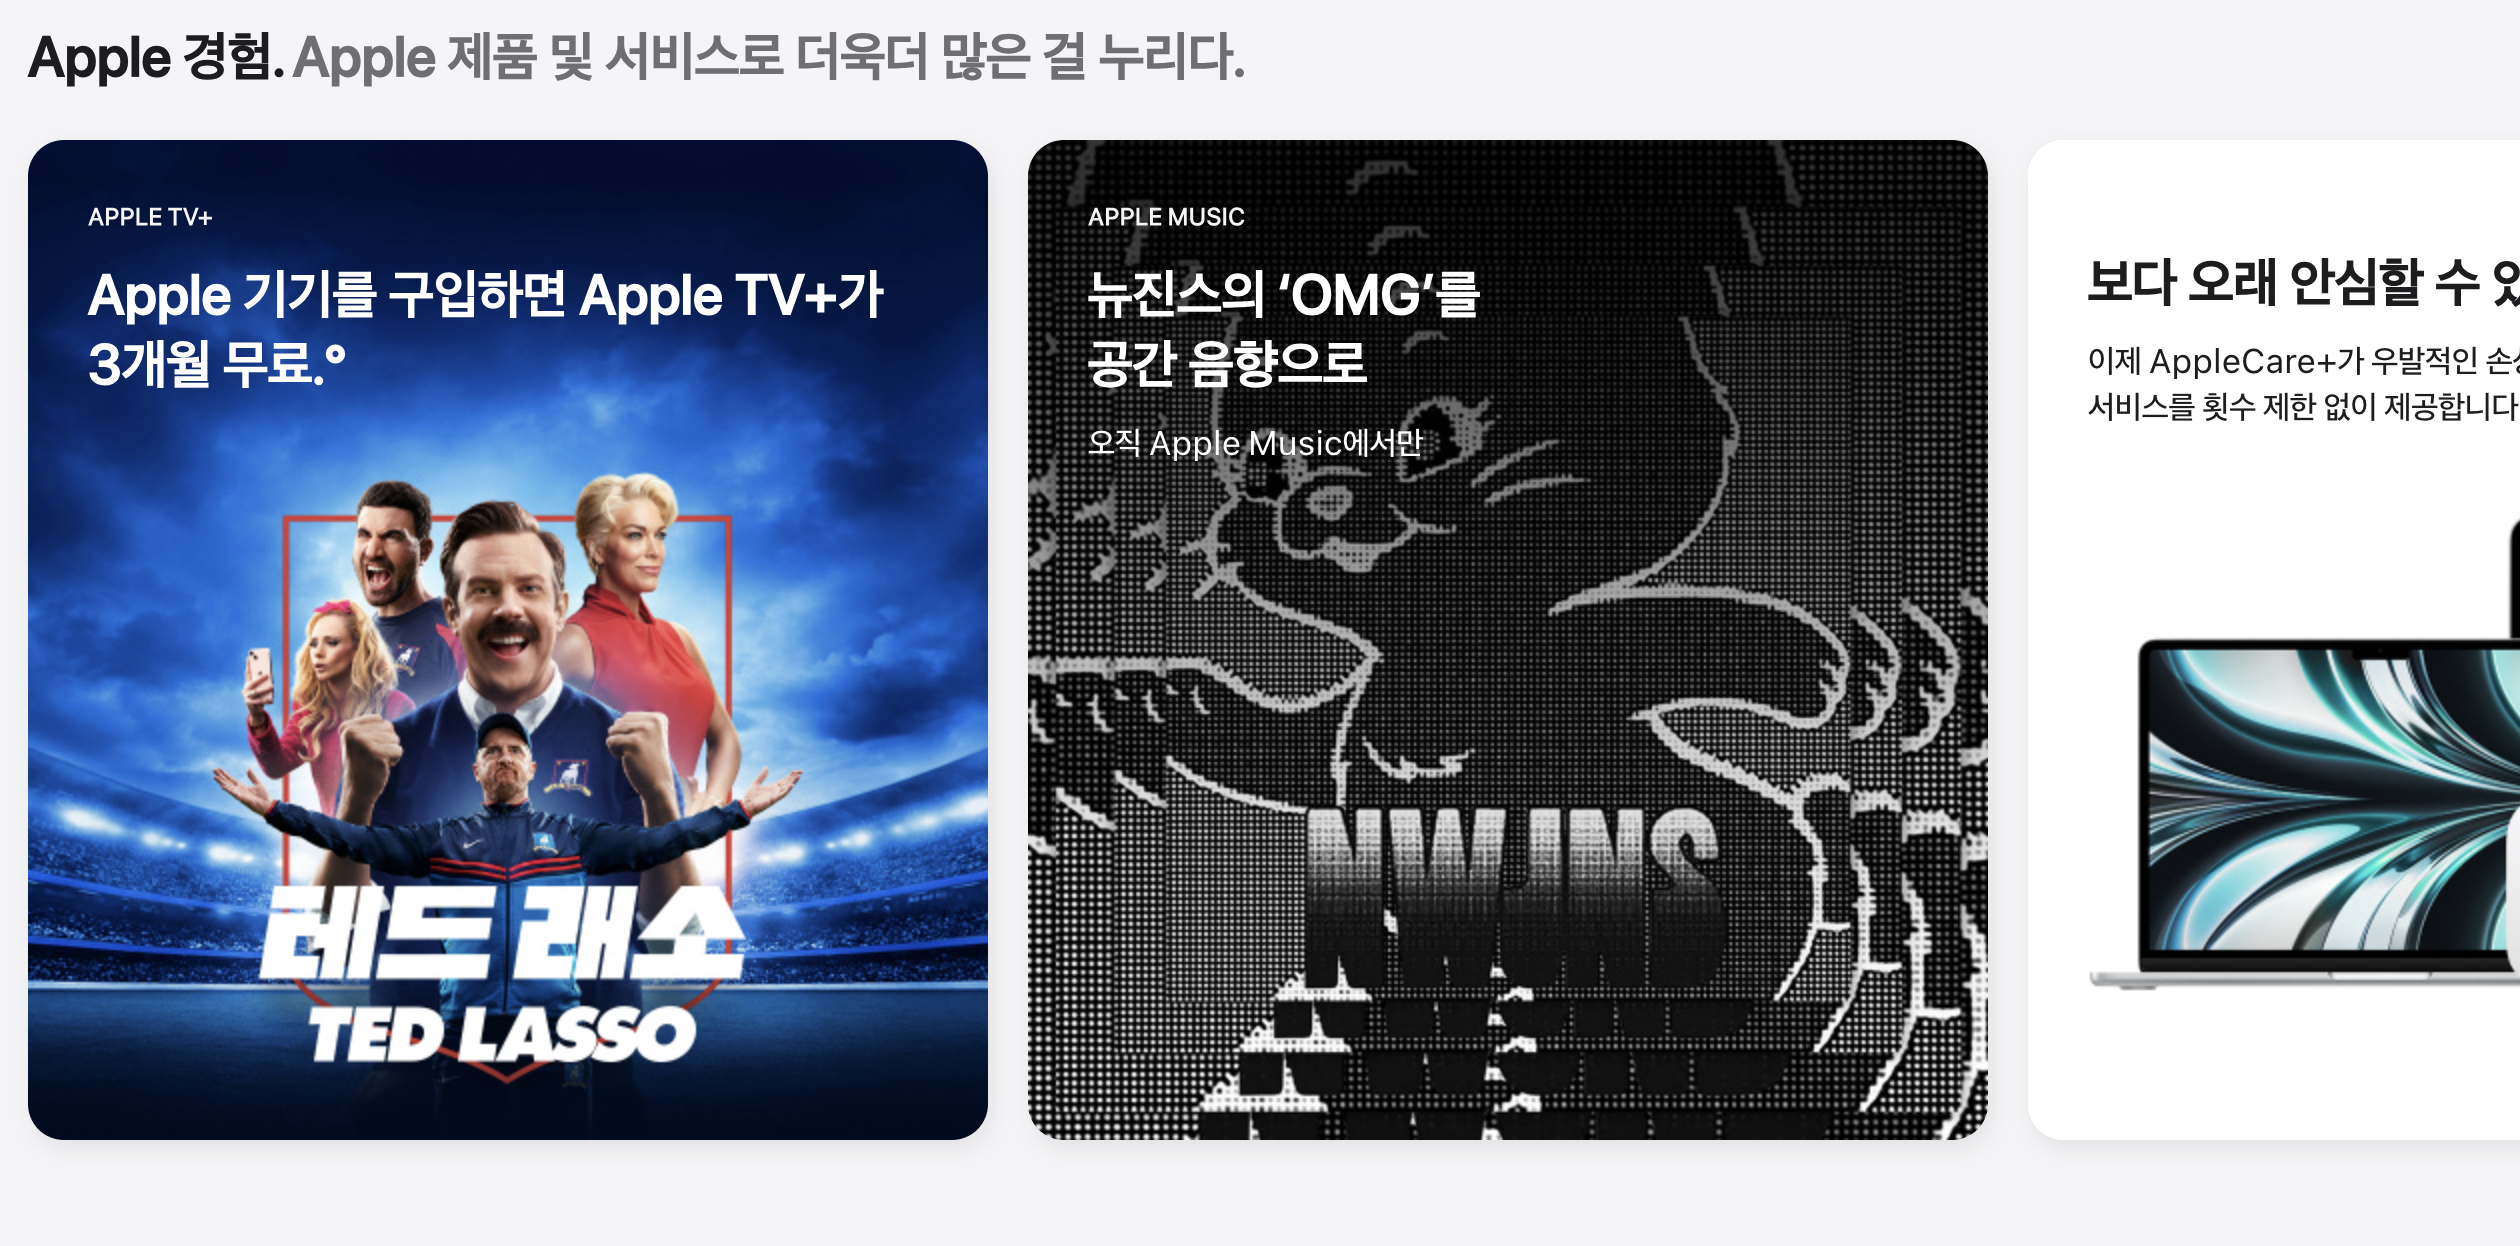 Apple 경험. Apple 제품 및 서비스로 더욱더 많은 걸 누리다.
APPLE TV+
Apple 기기를 구입하면 Apple TV+가
3개월 무료.°
테드 래소
TED LASSO
APPLE MUSIC
뉴진스의 ‘OMG’를
공간 음향으로
오직 Apple Music에서만
NWJNS
보다 오래 안심할 수
이제 AppleCare+가 우발적인
서비스를 횟수 제한 없이 제공합니다